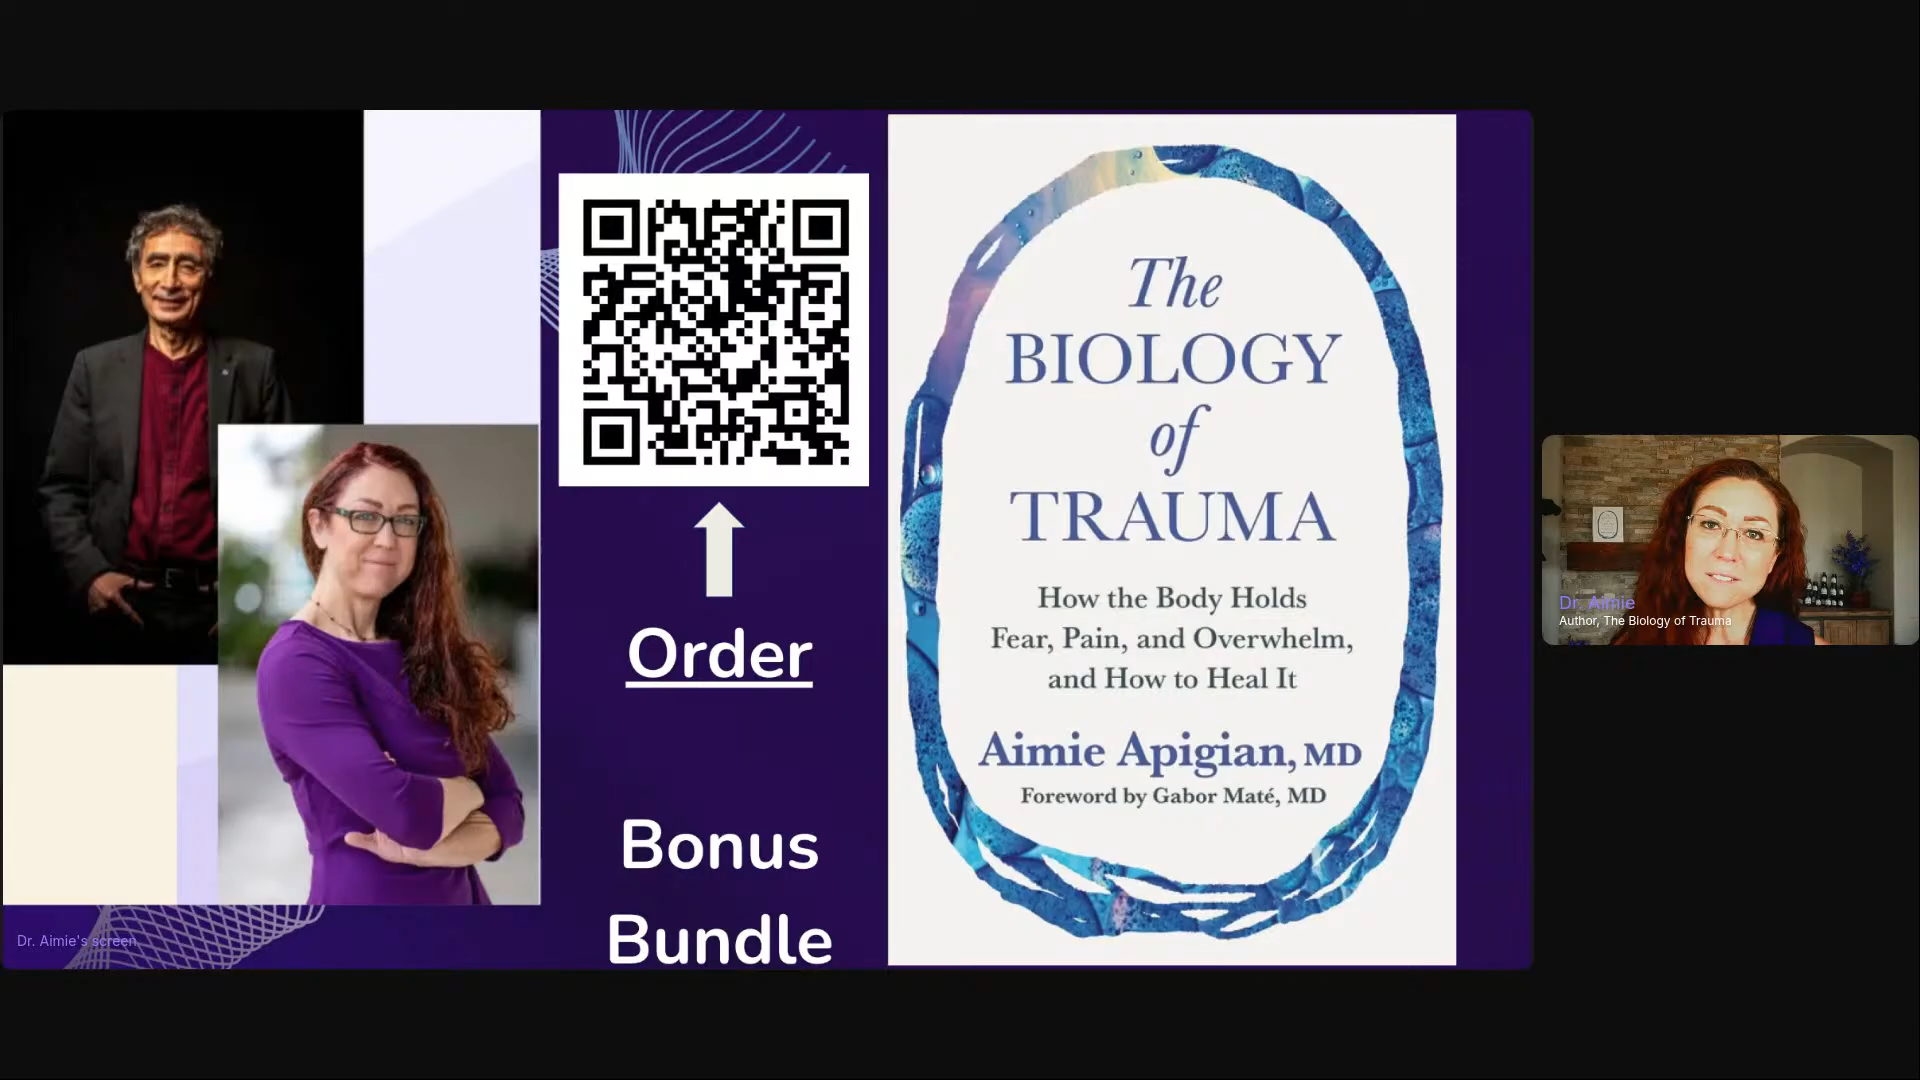 Order
Bonus
Bundle
The
BIOLOGY
of
TRAUMA
How the Body Holds
Fear, Pain, and Overwhelm,
and How to Heal It
Aimie Apigian, MD
Foreword by Gabor Maté, MD
Dr. Aimie's screen
Dr. Aimie
Author, The Biology of Trauma